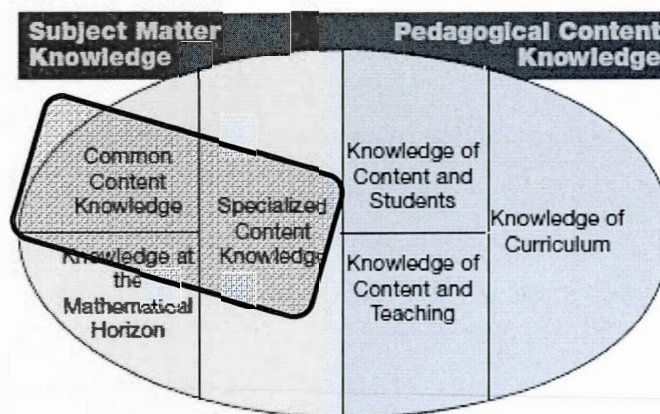 Subject Matter
Knowledge
Pedagogical Content
Knowledge
Common
Content
Knowledge
Specialized
Content
Knowledge
Knowledge at
the
Mathematical
Horizon
Knowledge of
Content and
Students
Knowledge of
Content and
Teaching
Knowledge of
Curriculum